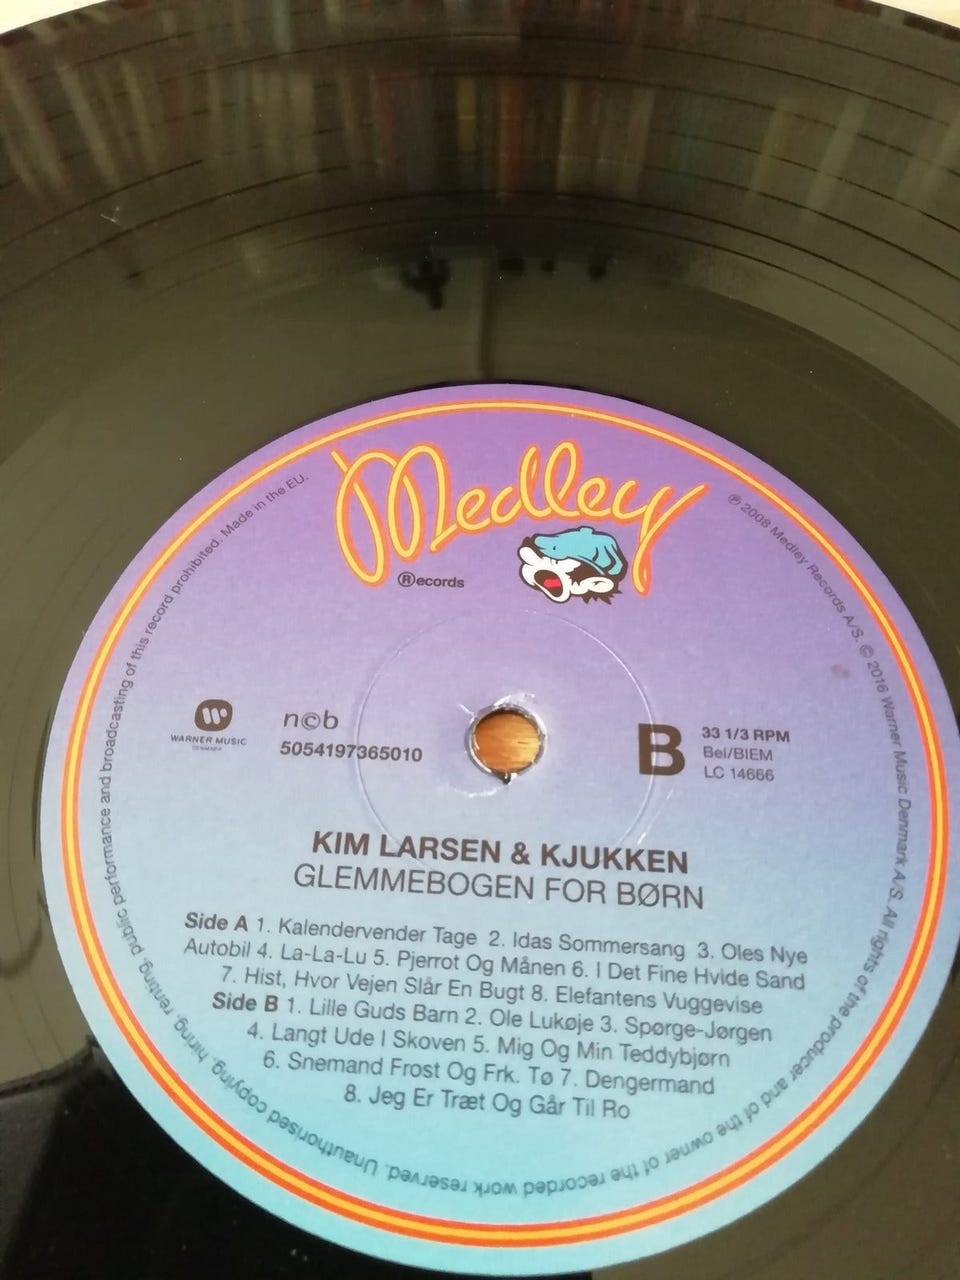 Medley
®ecords
Unauthorised copying, hiring, renting, public performance and broadcasting of this record prohibited. Made in the EU.
℗ 2008 Medley Records A/S. © 2016 Warner Music Denmark A/S. All rights of the producer and of the owner of the recorded work reserved.
WARNER MUSIC
DENMARK
n©b
5054197365010
B
33 1/3 RPM
Bel/BIEM
LC 14666
KIM LARSEN & KJUKKEN
GLEMMEBOGEN FOR BØRN
Side A 1. Kalendervender Tage 2. Idas Sommersang 3. Oles Nye
Autobil 4. La-La-Lu 5. Pjerrot Og Månen 6. I Det Fine Hvide Sand
7. Hist, Hvor Vejen Slår En Bugt 8. Elefantens Vuggevise
Side B 1. Lille Guds Barn 2. Ole Lukøje 3. Spørge-Jørgen
4. Langt Ude I Skoven 5. Mig Og Min Teddybjørn
6. Snemand Frost Og Frk. Tø 7. Dengermand
8. Jeg Er Træt Og Går Til Ro